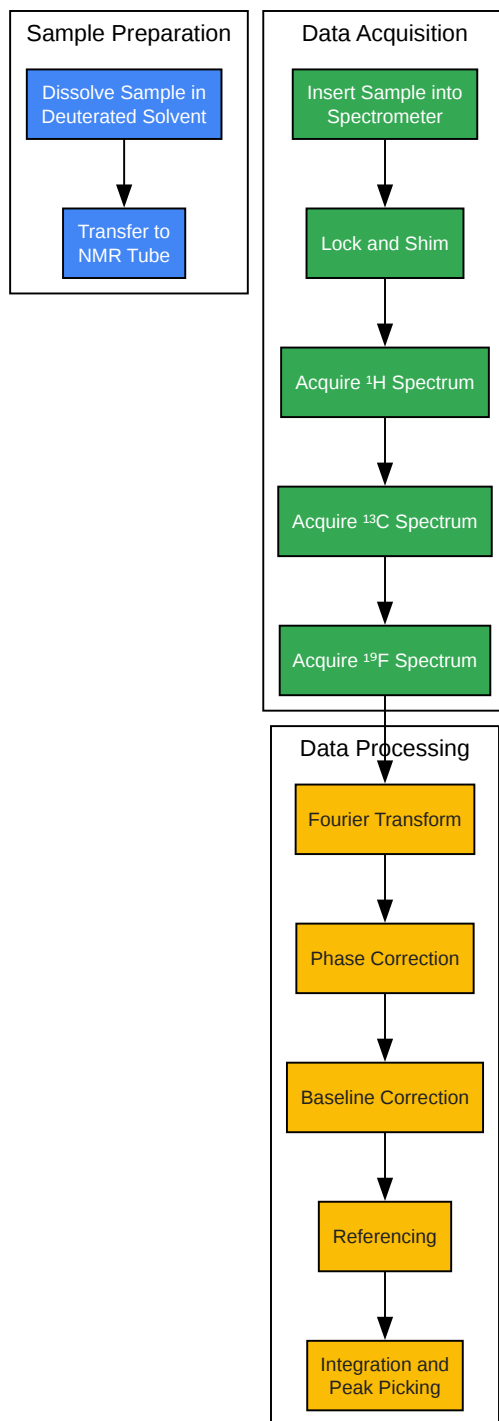 Sample Preparation
Dissolve Sample in
Deuterated Solvent
Transfer to
NMR Tube
Data Acquisition
Insert Sample into
Spectrometer
Lock and Shim
Acquire ¹H Spectrum
Acquire ¹³C Spectrum
Acquire ¹⁹F Spectrum
Data Processing
Fourier Transform
Phase Correction
Baseline Correction
Referencing
Integration and
Peak Picking